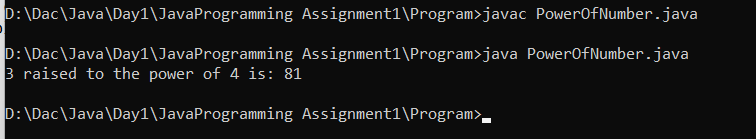 D:\Dac\Java\Day1\JavaProgramming Assignment1\Program>javac PowerOfNumber.java
D:\Dac\Java\Day1\JavaProgramming Assignment1\Program>java PowerOfNumber.java
3 raised to the power of 4 is: 81
D:\Dac\Java\Day1\JavaProgramming Assignment1\Program>